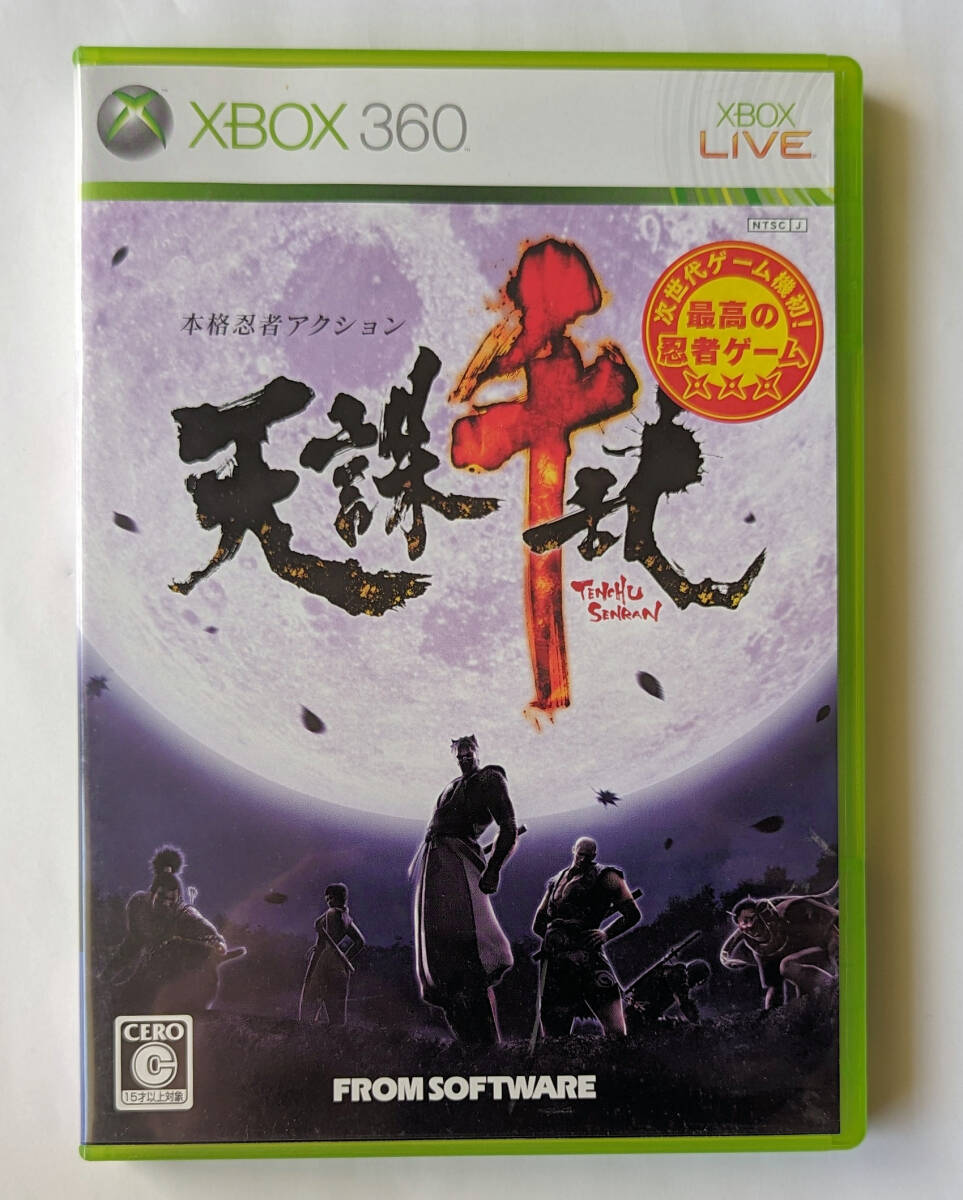 XBOX 360
XBOX
LIVE
NTSC J
次世代ゲーム機初!
最高の
忍者ゲーム
本格忍者アクション
天誅千乱
TENCHU
SENRAN
CERO
C
15才以上対象
FROM SOFTWARE